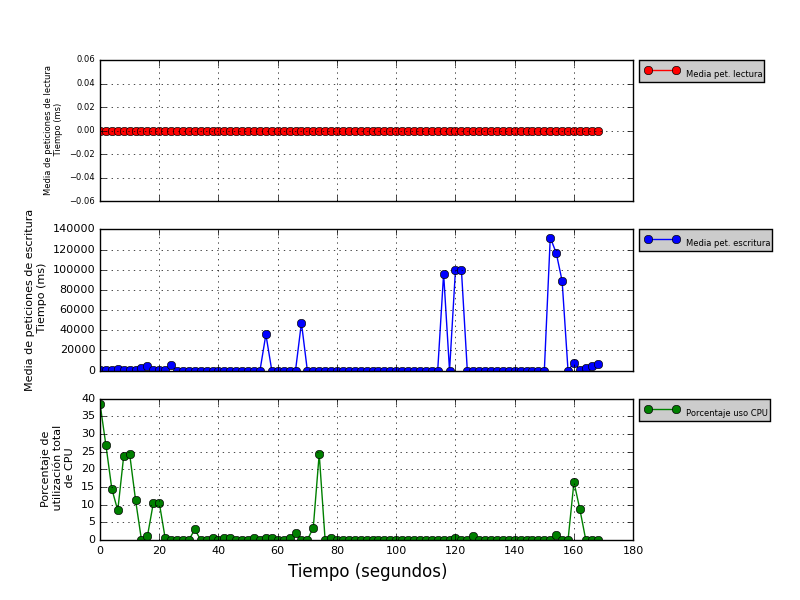 0.06
0.04
0.02
0.00
−0.02
−0.04
−0.06
Media de peticiones de lectura
Tiempo (ms)
Media pet. lectura
140000
120000
100000
80000
60000
40000
20000
0
Media de peticiones de escritura
Tiempo (ms)
Media pet. escritura
40
35
30
25
20
15
10
5
0
Porcentaje de
utilización total
de CPU
Porcentaje uso CPU
0 20 40 60 80 100 120 140 160 180
Tiempo (segundos)